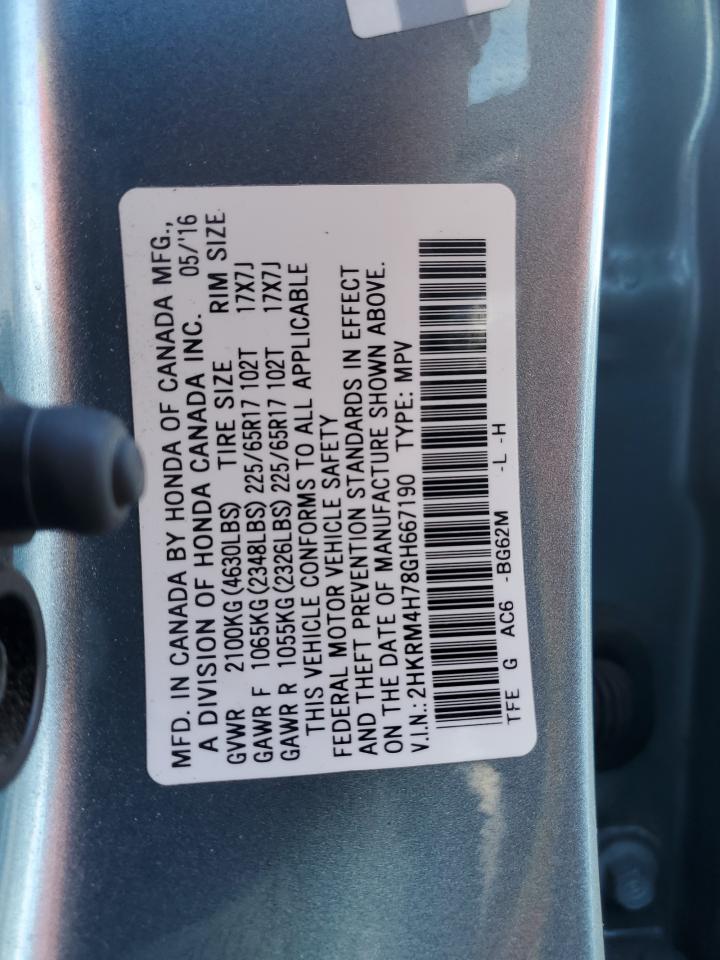 MFD. IN CANADA BY HONDA OF CANADA MFG.,
A DIVISION OF HONDA CANADA INC. 05/'16
GVWR 2100KG(4630LBS) TIRE SIZE RIM SIZE
GAWR F 1065KG(2348LBS) 225/65R17 102T 17X7J
GAWR R 1055KG(2326LBS) 225/65R17 102T 17X7J
THIS VEHICLE CONFORMS TO ALL APPLICABLE
FEDERAL MOTOR VEHICLE SAFETY
AND THEFT PREVENTION STANDARDS IN EFFECT
ON THE DATE OF MANUFACTURE SHOWN ABOVE.
V.I.N.: 2HKRM4H78GH667190 TYPE: MPV
TFE G AC6 -BG62M -L -H